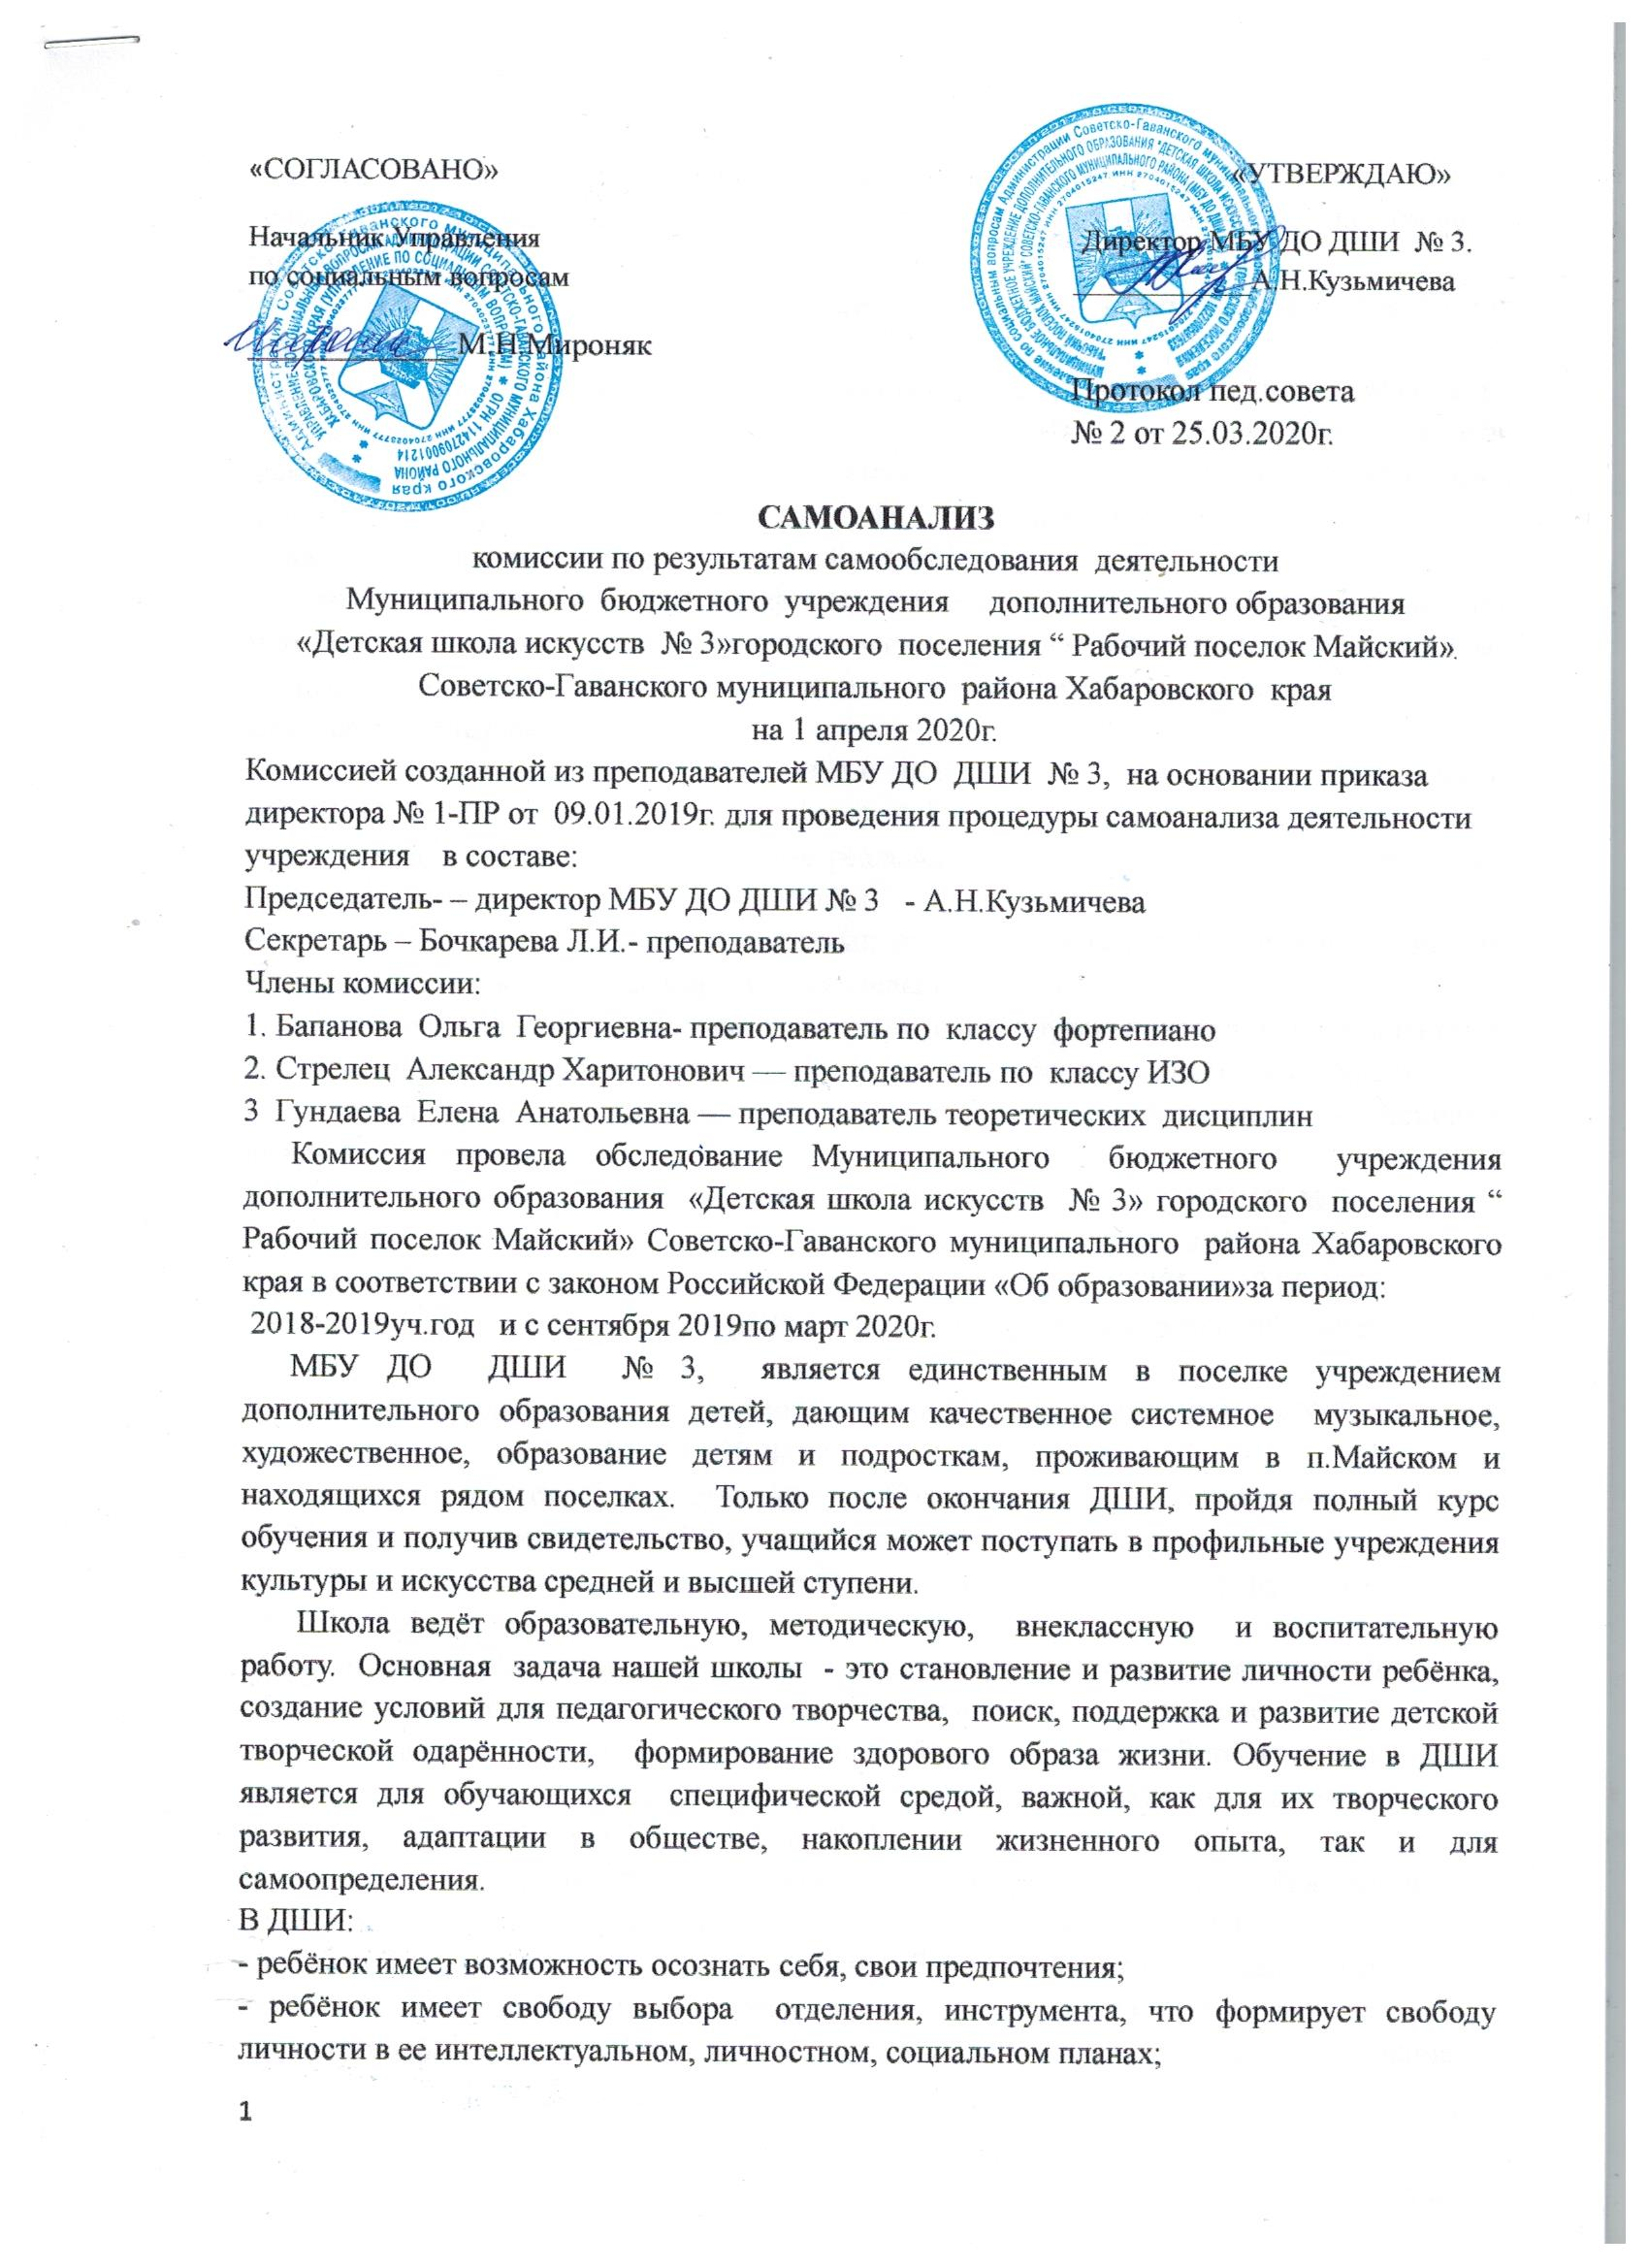 «СОГЛАСОВАНО»
Начальник Управления
по социальным вопросам
М.Н.Мироняк
«УТВЕРЖДАЮ»
Директор МБУ ДО ДШИ № 3.
А.Н.Кузьмичева
Протокол пед.совета
№ 2 от 25.03.2020г.
САМОАНАЛИЗ
комиссии по результатам самообследования деятельности
Муниципального бюджетного учреждения дополнительного образования
«Детская школа искусств № 3»городского поселения “ Рабочий поселок Майский».
Советско-Гаванского муниципального района Хабаровского края
на 1 апреля 2020г.
Комиссией созданной из преподавателей МБУ ДО ДШИ № 3, на основании приказа
директора № 1-ПР от 09.01.2019г. для проведения процедуры самоанализа деятельности
учреждения в составе:
Председатель- – директор МБУ ДО ДШИ № 3 - А.Н.Кузьмичева
Секретарь – Бочкарева Л.И.- преподаватель
Члены комиссии:
1. Бапанова Ольга Георгиевна- преподаватель по классу фортепиано
2. Стрелец Александр Харитонович — преподаватель по классу ИЗО
3 Гундаева Елена Анатольевна — преподаватель теоретических дисциплин
Комиссия провела обследование Муниципального бюджетного учреждения
дополнительного образования «Детская школа искусств № 3» городского поселения “
Рабочий поселок Майский» Советско-Гаванского муниципального района Хабаровского
края в соответствии с законом Российской Федерации «Об образовании»за период:
2018-2019уч.год и с сентября 2019по март 2020г.
МБУ ДО ДШИ № 3, является единственным в поселке учреждением
дополнительного образования детей, дающим качественное системное музыкальное,
художественное, образование детям и подросткам, проживающим в п.Майском и
находящихся рядом поселках. Только после окончания ДШИ, пройдя полный курс
обучения и получив свидетельство, учащийся может поступать в профильные учреждения
культуры и искусства средней и высшей ступени.
Школа ведёт образовательную, методическую, внеклассную и воспитательную
работу. Основная задача нашей школы - это становление и развитие личности ребёнка,
создание условий для педагогического творчества, поиск, поддержка и развитие детской
творческой одарённости, формирование здорового образа жизни. Обучение в ДШИ
является для обучающихся специфической средой, важной, как для их творческого
развития, адаптации в обществе, накоплении жизненного опыта, так и для
самоопределения.
В ДШИ:
- ребёнок имеет возможность осознать себя, свои предпочтения;
- ребёнок имеет свободу выбора отделения, инструмента, что формирует свободу
личности в ее интеллектуальном, личностном, социальном планах;
1